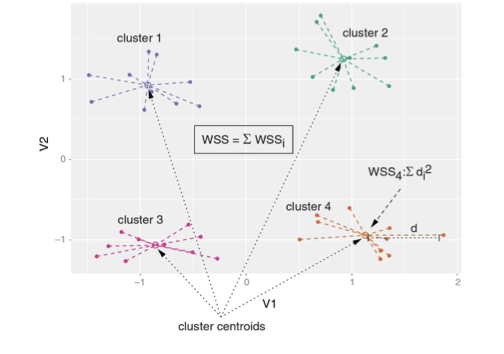 cluster 1
cluster 2
V2
1
0
−1
WSS = Σ WSSi
WSS4:Σ di2
cluster 3
cluster 4
d
−1
0
1
2
V1
cluster centroids